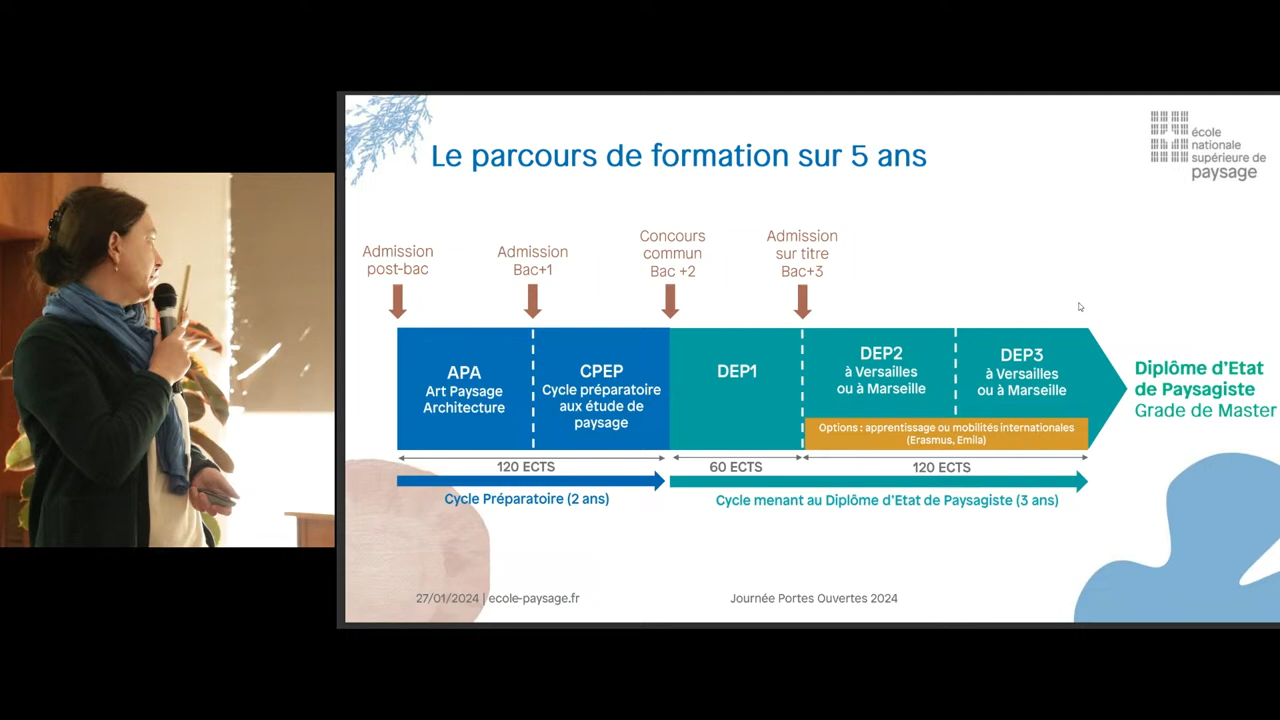 Le parcours de formation sur 5 ans
école
nationale
supérieure de
paysage
Admission
post-bac
Admission
Bac+1
Concours
commun
Bac +2
Admission
sur titre
Bac+3
APA
Art Paysage
Architecture
CPEP
Cycle préparatoire
aux étude de
paysage
DEP1
DEP2
à Versailles
ou à Marseille
DEP3
à Versailles
ou à Marseille
Options : apprentissage ou mobilités internationales
(Erasmus, Emila)
Diplôme d'Etat
de Paysagiste
Grade de Master
120 ECTS
60 ECTS
120 ECTS
Cycle Préparatoire (2 ans)
Cycle menant au Diplôme d'Etat de Paysagiste (3 ans)
27/01/2024 | ecole-paysage.fr
Journée Portes Ouvertes 2024